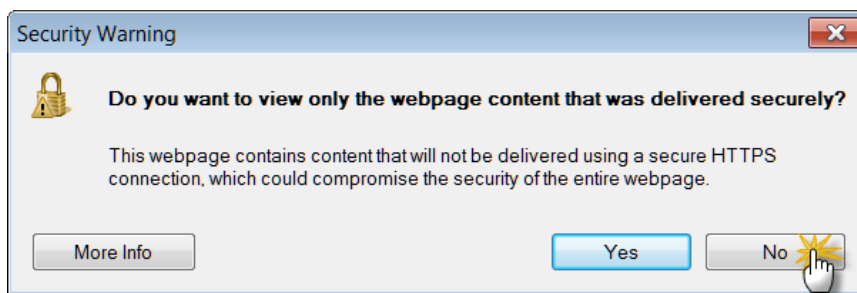 Security Warning
Do you want to view only the webpage content that was delivered securely?
This webpage contains content that will not be delivered using a secure HTTPS
connection, which could compromise the security of the entire webpage.
More Info
Yes
No